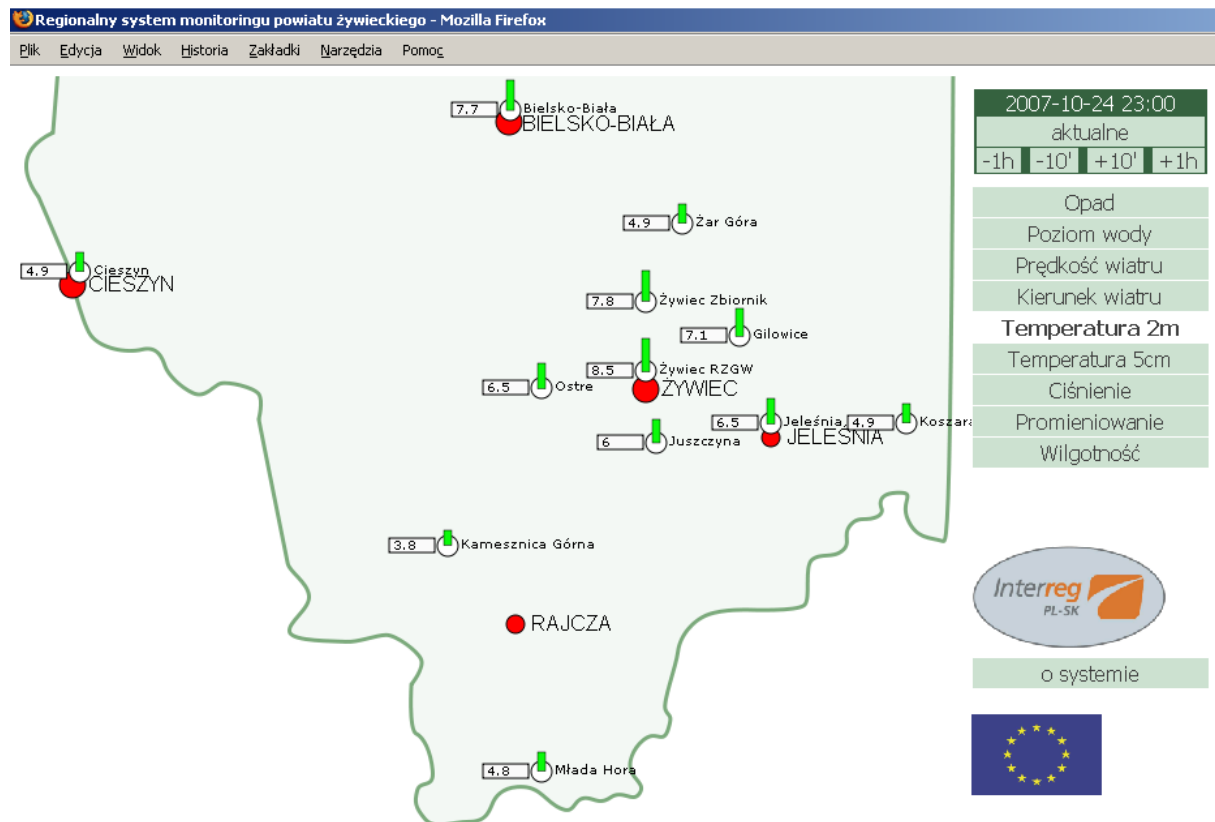 Regionalny system monitoringu powiatu żywieckiego - Mozilla Firefox
Plik Edycja Widok Historia Zakładki Narzędzia Pomoc
7.7 Bielsko-Biała
BIELSKO-BIAŁA
4.9 Żar Góra
4.9 Cieszyn
CIESZYN
7.8 Żywiec Zbiornik
7.1 Gilowice
8.5 Żywiec RZGW
ŻYWIEC
6.5 Ostre
6.5 Jeleśnia
JELEŚNIA
4.9 Koszara
6 Juszczyna
3.8 Kamesznica Górna
RAJCZA
4.8 Młada Hora
2007-10-24 23:00
aktualne
-1h -10' +10' +1h
Opad
Poziom wody
Prędkość wiatru
Kierunek wiatru
Temperatura 2m
Temperatura 5cm
Ciśnienie
Promieniowanie
Wilgotność
Interreg
PL-SK
o systemie